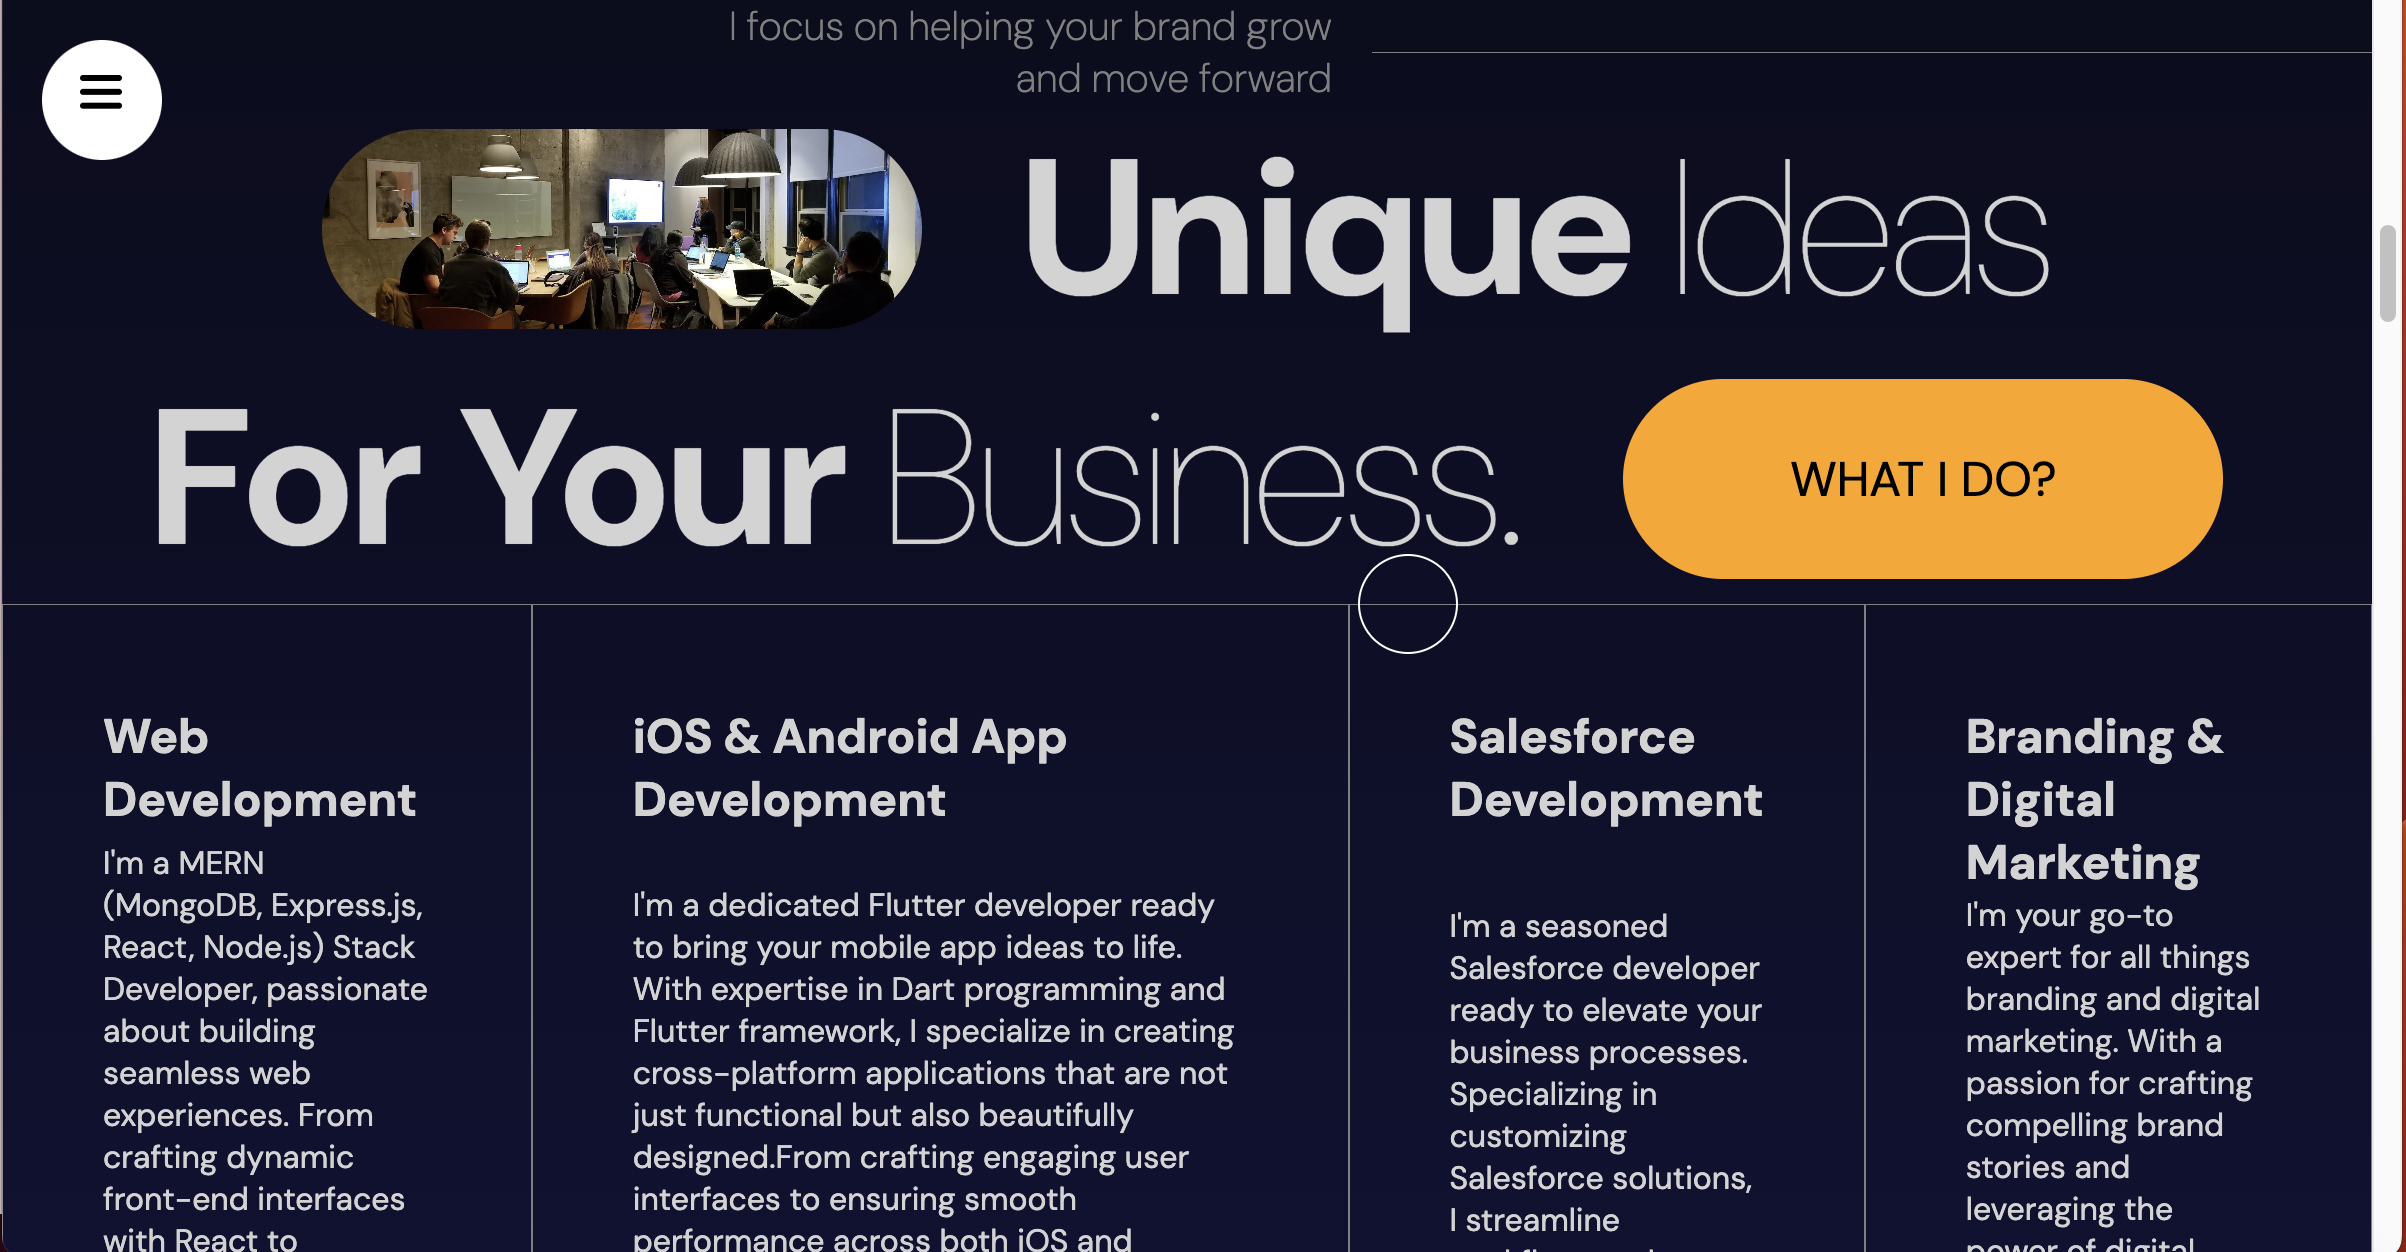 I focus on helping your brand grow
and move forward
Unique Ideas
For Your Business.
WHAT I DO?
Web
Development
I'm a MERN
(MongoDB, Express.js,
React, Node.js) Stack
Developer, passionate
about building
seamless web
experiences. From
crafting dynamic
front-end interfaces
with React to
iOS & Android App
Development
I'm a dedicated Flutter developer ready
to bring your mobile app ideas to life.
With expertise in Dart programming and
Flutter framework, I specialize in creating
cross-platform applications that are not
just functional but also beautifully
designed.From crafting engaging user
interfaces to ensuring smooth
performance across both iOS and
Salesforce
Development
I'm a seasoned
Salesforce developer
ready to elevate your
business processes.
Specializing in
customizing
Salesforce solutions,
I streamline
Branding &
Digital
Marketing
I'm your go-to
expert for all things
branding and digital
marketing. With a
passion for crafting
compelling brand
stories and
leveraging the
power of digital